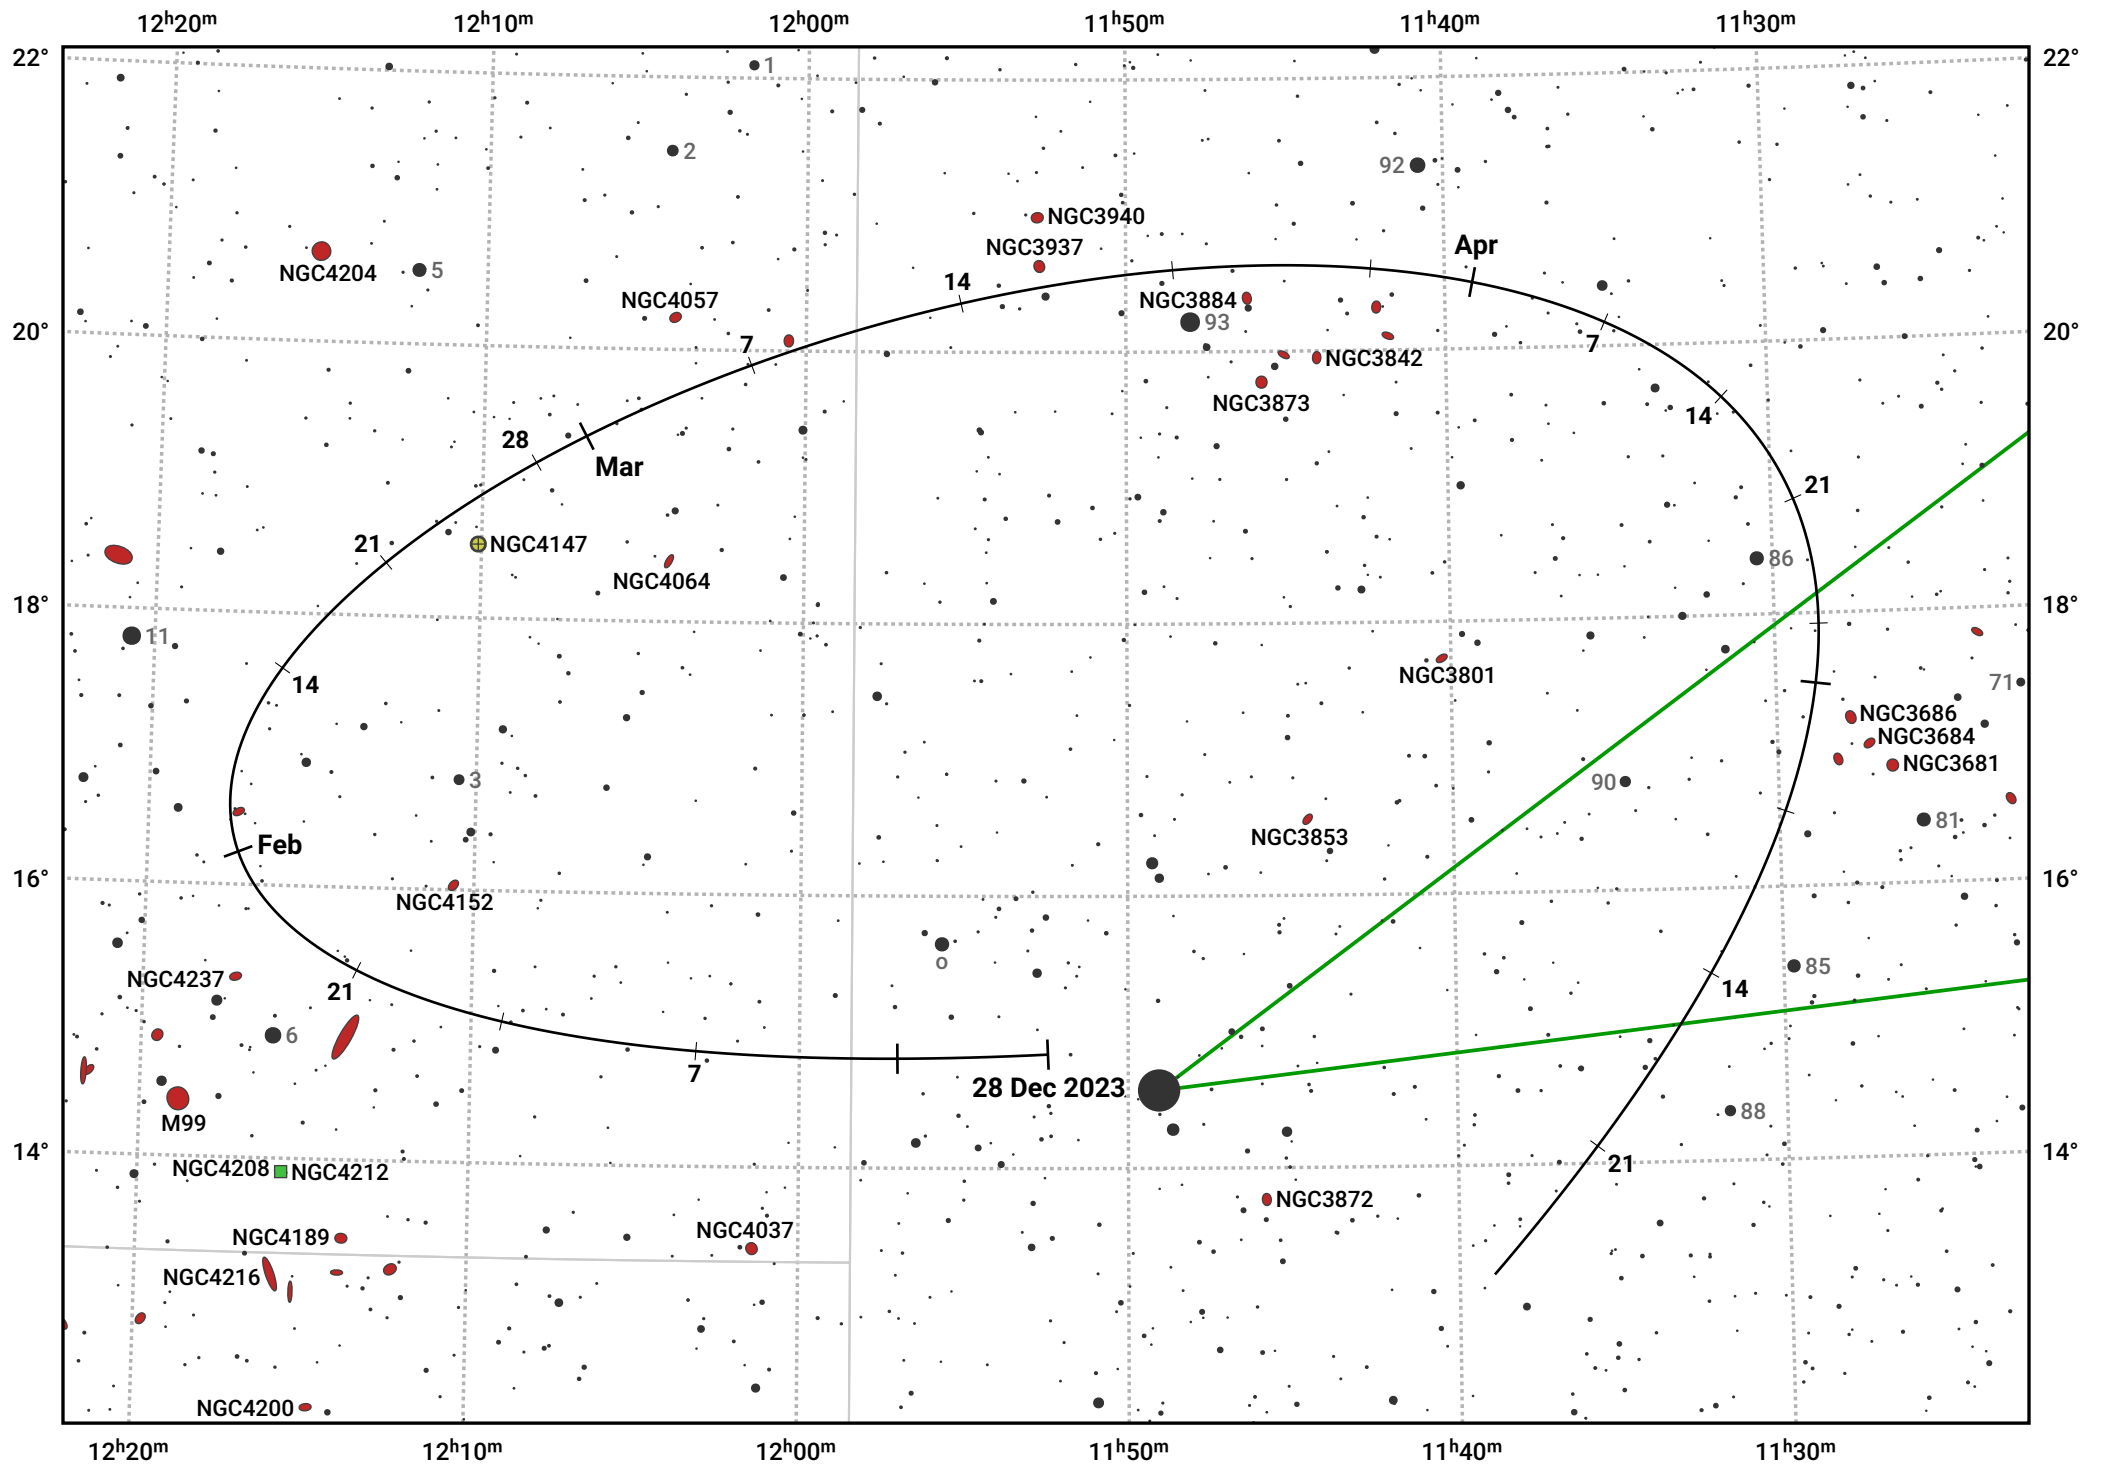 12ʰ20ᵐ 12ʰ10ᵐ 12ʰ00ᵐ 11ʰ50ᵐ 11ʰ40ᵐ 11ʰ30ᵐ
22° 1 22°
2
92
NGC3940
NGC3937
Apr
NGC4204
5
14
NGC4057
NGC3884
93
20° 7 7 20°
NGC3842
NGC3873
14
28
Mar
21
21
NGC4147
86
NGC4064
18° 18°
11
NGC3801
14
71
NGC3686
NGC3684
NGC3681
3
90
81
NGC3853
Feb
16° 16°
NGC4152
o
85
NGC4237
21
14
6
7
28 Dec 2023
88
M99
14° 14°
NGC4208 NGC4212
21
NGC3872
NGC4037
NGC4189
NGC4216
NGC4200
12ʰ20ᵐ 12ʰ10ᵐ 12ʰ00ᵐ 11ʰ50ᵐ 11ʰ40ᵐ 11ʰ30ᵐ